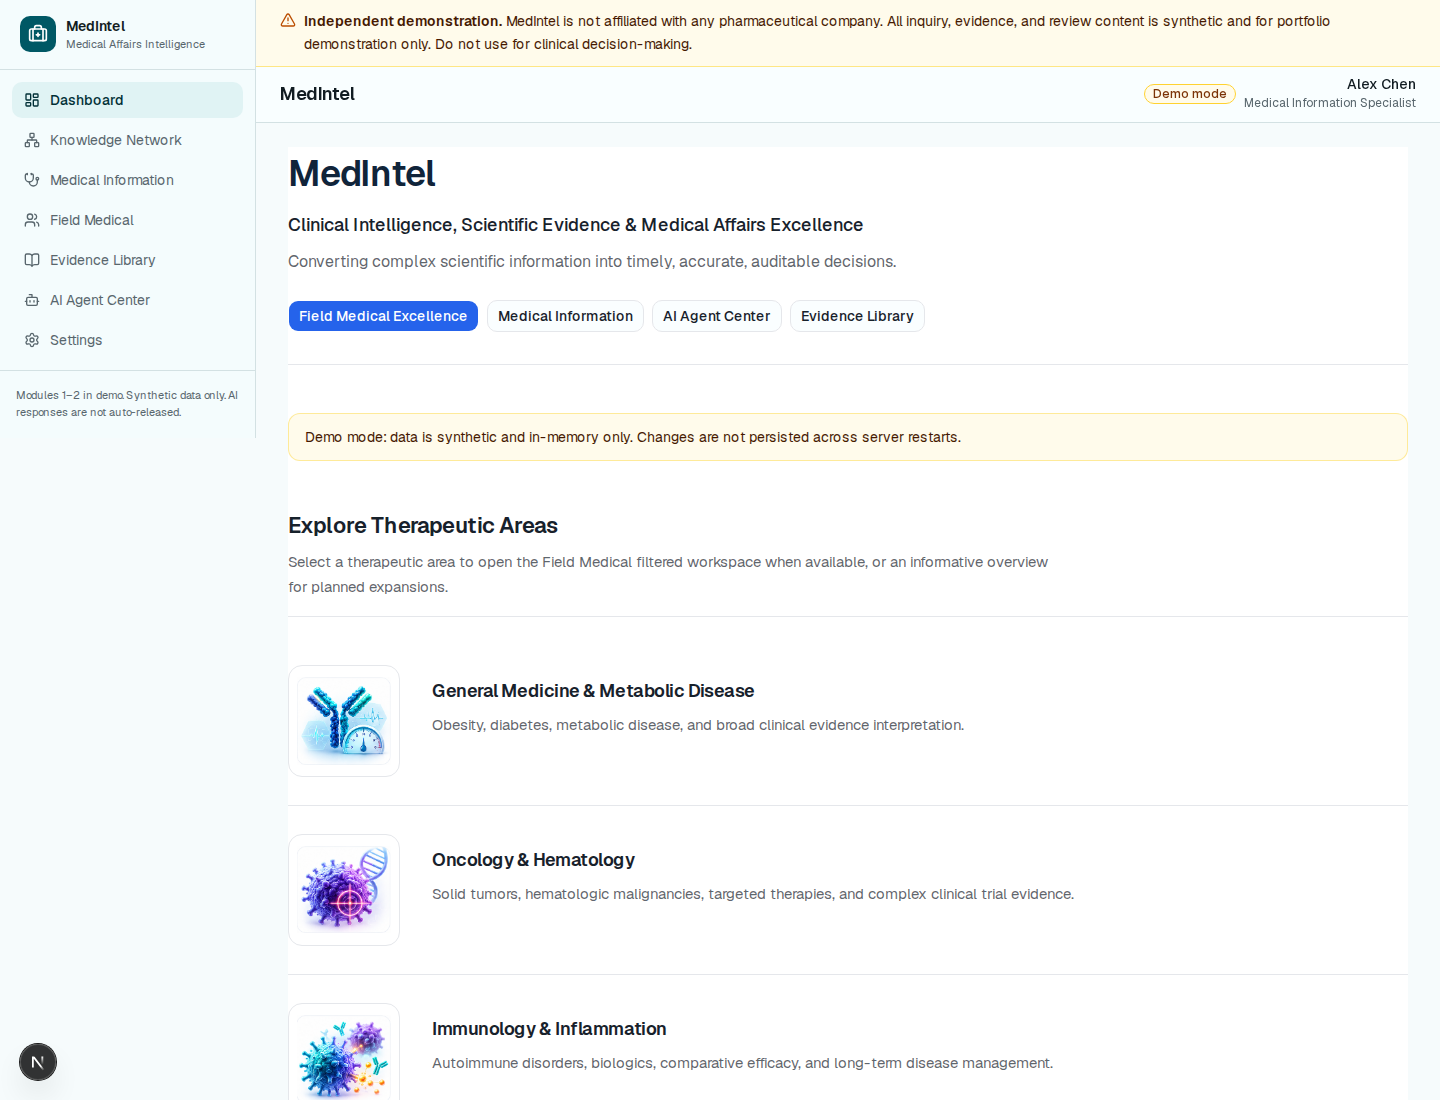 MedIntel
Medical Affairs Intelligence
Dashboard
Knowledge Network
Medical Information
Field Medical
Evidence Library
AI Agent Center
Settings
Modules 1–2 in demo. Synthetic data only. AI
responses are not auto-released.
Independent demonstration. MedIntel is not affiliated with any pharmaceutical company. All inquiry, evidence, and review content is synthetic and for portfolio
demonstration only. Do not use for clinical decision-making.
MedIntel
Demo mode
Alex Chen
Medical Information Specialist
MedIntel
Clinical Intelligence, Scientific Evidence & Medical Affairs Excellence
Converting complex scientific information into timely, accurate, auditable decisions.
Field Medical Excellence
Medical Information
AI Agent Center
Evidence Library
Demo mode: data is synthetic and in-memory only. Changes are not persisted across server restarts.
Explore Therapeutic Areas
Select a therapeutic area to open the Field Medical filtered workspace when available, or an informative overview
for planned expansions.
General Medicine & Metabolic Disease
Obesity, diabetes, metabolic disease, and broad clinical evidence interpretation.
Oncology & Hematology
Solid tumors, hematologic malignancies, targeted therapies, and complex clinical trial evidence.
Immunology & Inflammation
Autoimmune disorders, biologics, comparative efficacy, and long-term disease management.
N